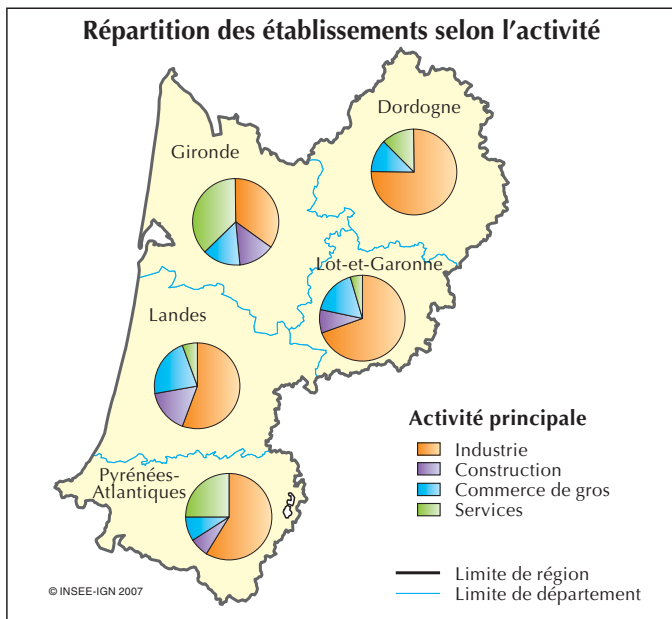 Répartition des établissements selon l'activité
Dordogne
Gironde
Lot-et-Garonne
Landes
Pyrénées-
Atlantiques
Activité principale
Industrie
Construction
Commerce de gros
Services
Limite de région
Limite de département
© INSEE-IGN 2007